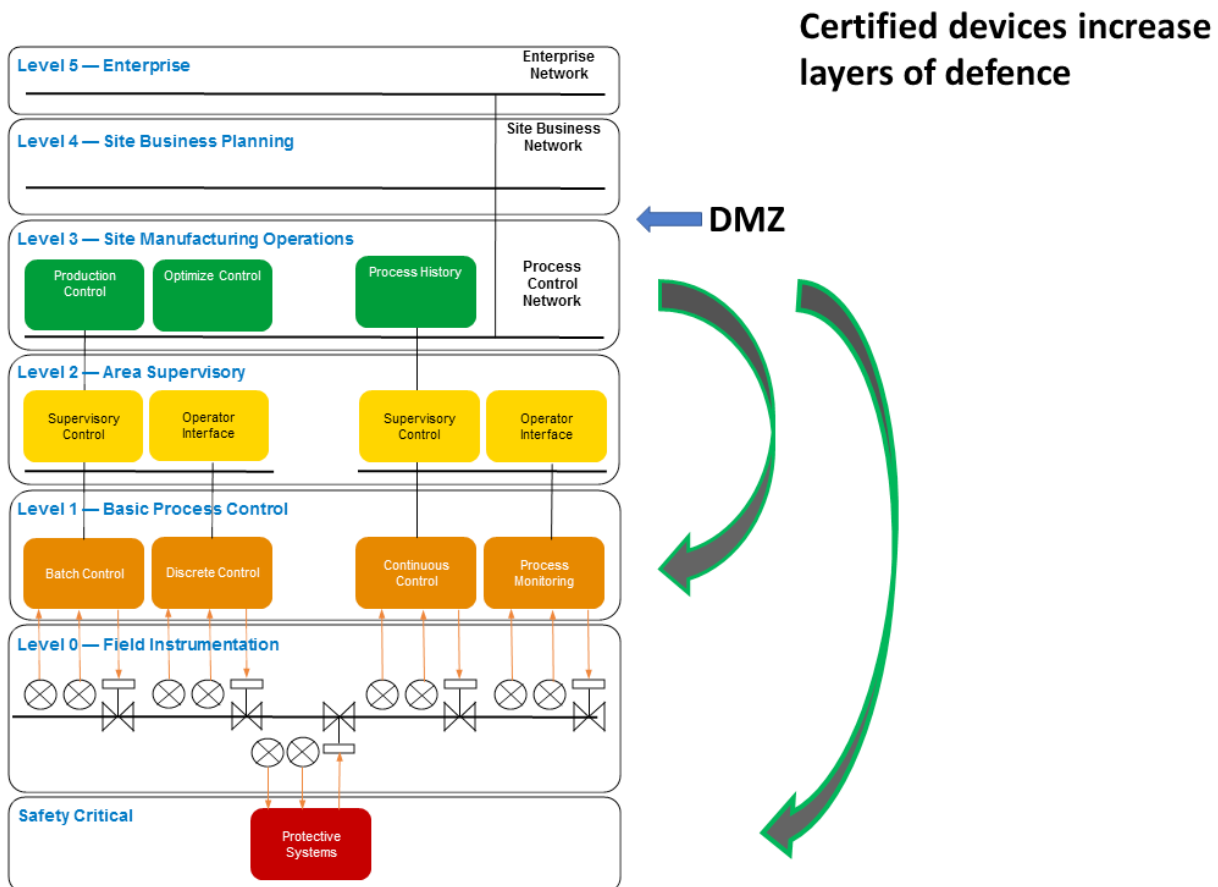 Certified devices increase
layers of defence
Level 5 — Enterprise
Enterprise
Network
Level 4 — Site Business Planning
Site Business
Network
DMZ
Level 3 — Site Manufacturing Operations
Production
Control
Optimize Control
Process History
Process
Control
Network
Level 2 — Area Supervisory
Supervisory
Control
Operator
Interface
Supervisory
Control
Operator
Interface
Level 1 — Basic Process Control
Batch Control
Discrete Control
Continuous
Control
Process
Monitoring
Level 0 — Field Instrumentation
Safety Critical
Protective
Systems